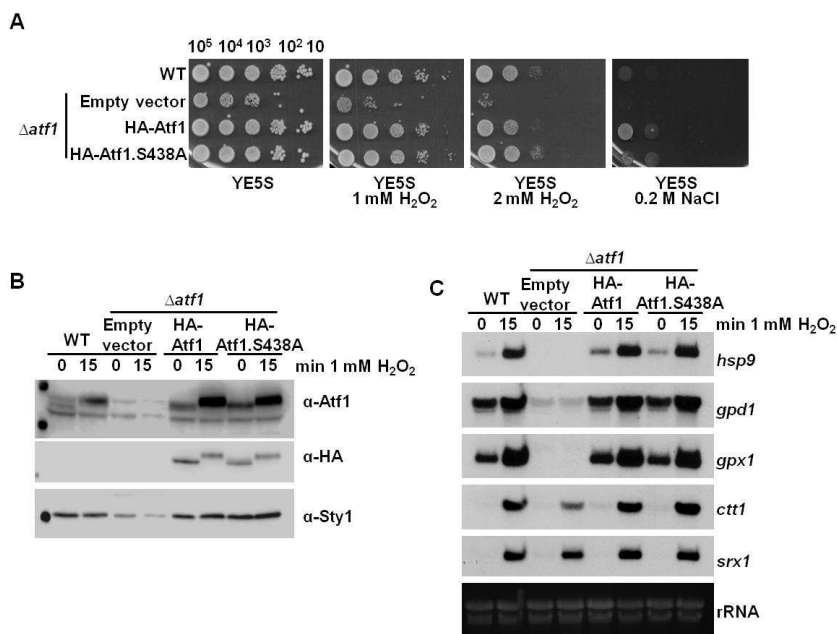 A
10⁵ 10⁴ 10³ 10² 10
WT
Empty vector
Δatf1
HA-Atf1
HA-Atf1.S438A
YE5S
YE5S
1 mM H₂O₂
YE5S
2 mM H₂O₂
YE5S
0.2 M NaCl
B
Δatf1
WT
Empty
vector
HA-
Atf1
HA-
Atf1.S438A
0 15 0 15 0 15 0 15 min 1 mM H₂O₂
α-Atf1
α-HA
α-Sty1
C
Δatf1
WT
Empty
vector
HA-
Atf1
HA-
Atf1.S438A
0 15 0 15 0 15 0 15 min 1 mM H₂O₂
hsp9
gpd1
gpx1
ctt1
srx1
rRNA